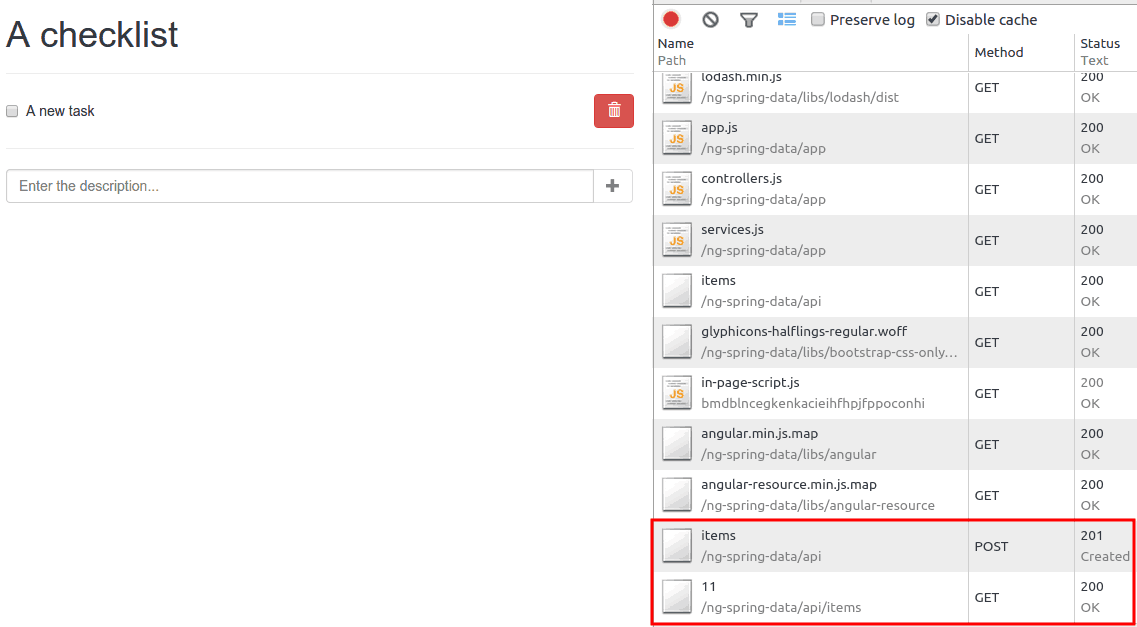 A checklist
A new task
Enter the description...
Preserve log
Disable cache
Name
Path
Method
Status
Text
lodash.min.js
/ng-spring-data/libs/lodash/dist
GET
200
OK
app.js
/ng-spring-data/app
GET
200
OK
controllers.js
/ng-spring-data/app
GET
200
OK
services.js
/ng-spring-data/app
GET
200
OK
items
/ng-spring-data/api
GET
200
OK
glyphicons-halflings-regular.woff
/ng-spring-data/libs/bootstrap-css-only…
GET
200
OK
in-page-script.js
bmdblncegkenkacieihfhpjfppoconhi
GET
200
OK
angular.min.js.map
/ng-spring-data/libs/angular
GET
200
OK
angular-resource.min.js.map
/ng-spring-data/libs/angular-resource
GET
200
OK
items
/ng-spring-data/api
POST
201
Created
11
/ng-spring-data/api/items
GET
200
OK